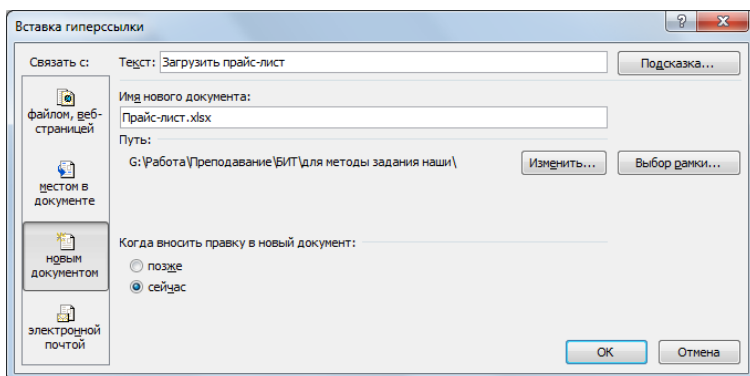 Вставка гиперссылки
Связать с:
Текст: Загрузить прайс-лист
Подсказка...
файлом, веб-
страницей
Имя нового документа:
Прайс-лист.xlsx
Путь:
G:\Работа\Преподавание\БИТ\для методы задания наши\
Изменить...
Выбор рамки...
местом в
документе
новым
документом
Когда вносить правку в новый документ:
позже
сейчас
электронной
почтой
ОК
Отмена